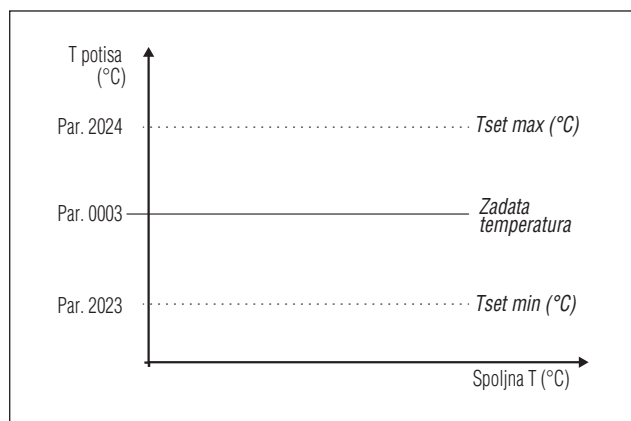 T potisa
(°C)
Par. 2024
Tset max (°C)
Par. 0003
Zadata
temperatura
Par. 2023
Tset min (°C)
Spoljna T (°C)